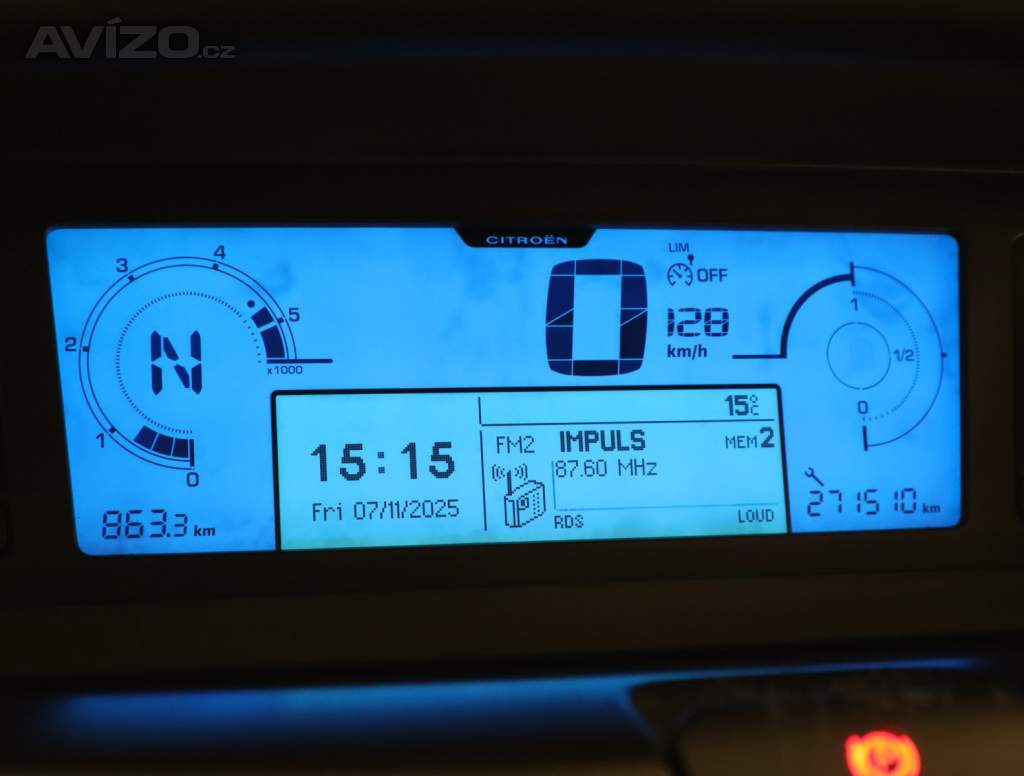 AVÍZO.cz
CITROËN
4
3
5
2
x1000
1
0
N
863.3 km
0
LIM
OFF
128
km/h
1
1/2
0
271510 km
15°C
15:15
Fri 07/11/2025
FM2 IMPULS MEM2
87.60 MHz
RDS LOUD